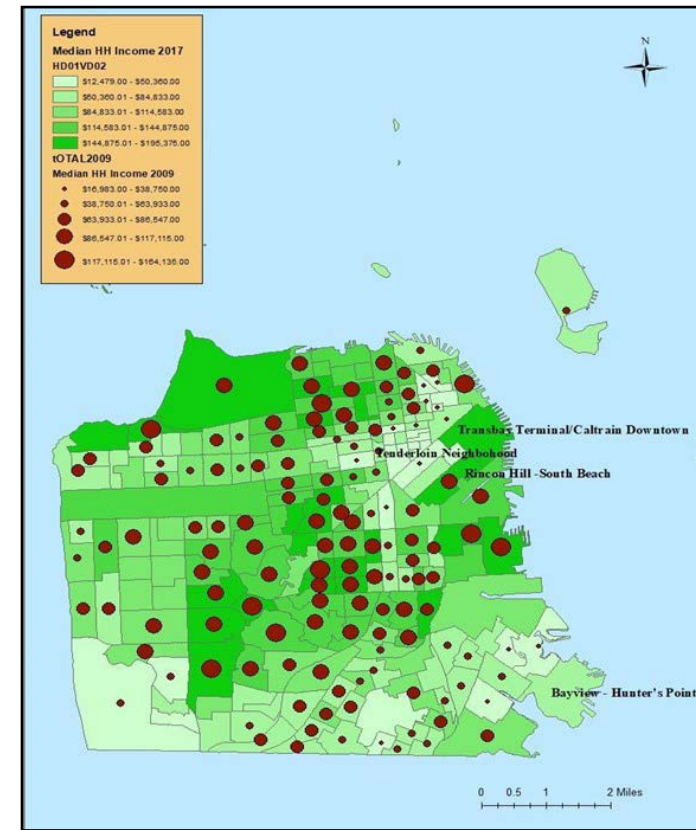 Legend
Median HH Income 2017
HD01VD02
$12,479.00 - $50,360.00
$50,360.01 - $84,833.00
$84,833.01 - $114,583.00
$114,583.01 - $144,875.00
$144,875.01 - $195,375.00
tOTAL2009
Median HH Income 2009
$16,983.00 - $38,750.00
$38,750.01 - $63,933.00
$63,933.01 - $86,547.00
$86,547.01 - $117,115.00
$117,115.01 - $164,135.00
N
Transbay Terminal/Caltrain Downtown
Tenderloin Neighbohood
Rincon Hill -South Beach
Bayview - Hunter's Point
0 0.5 1 2 Miles